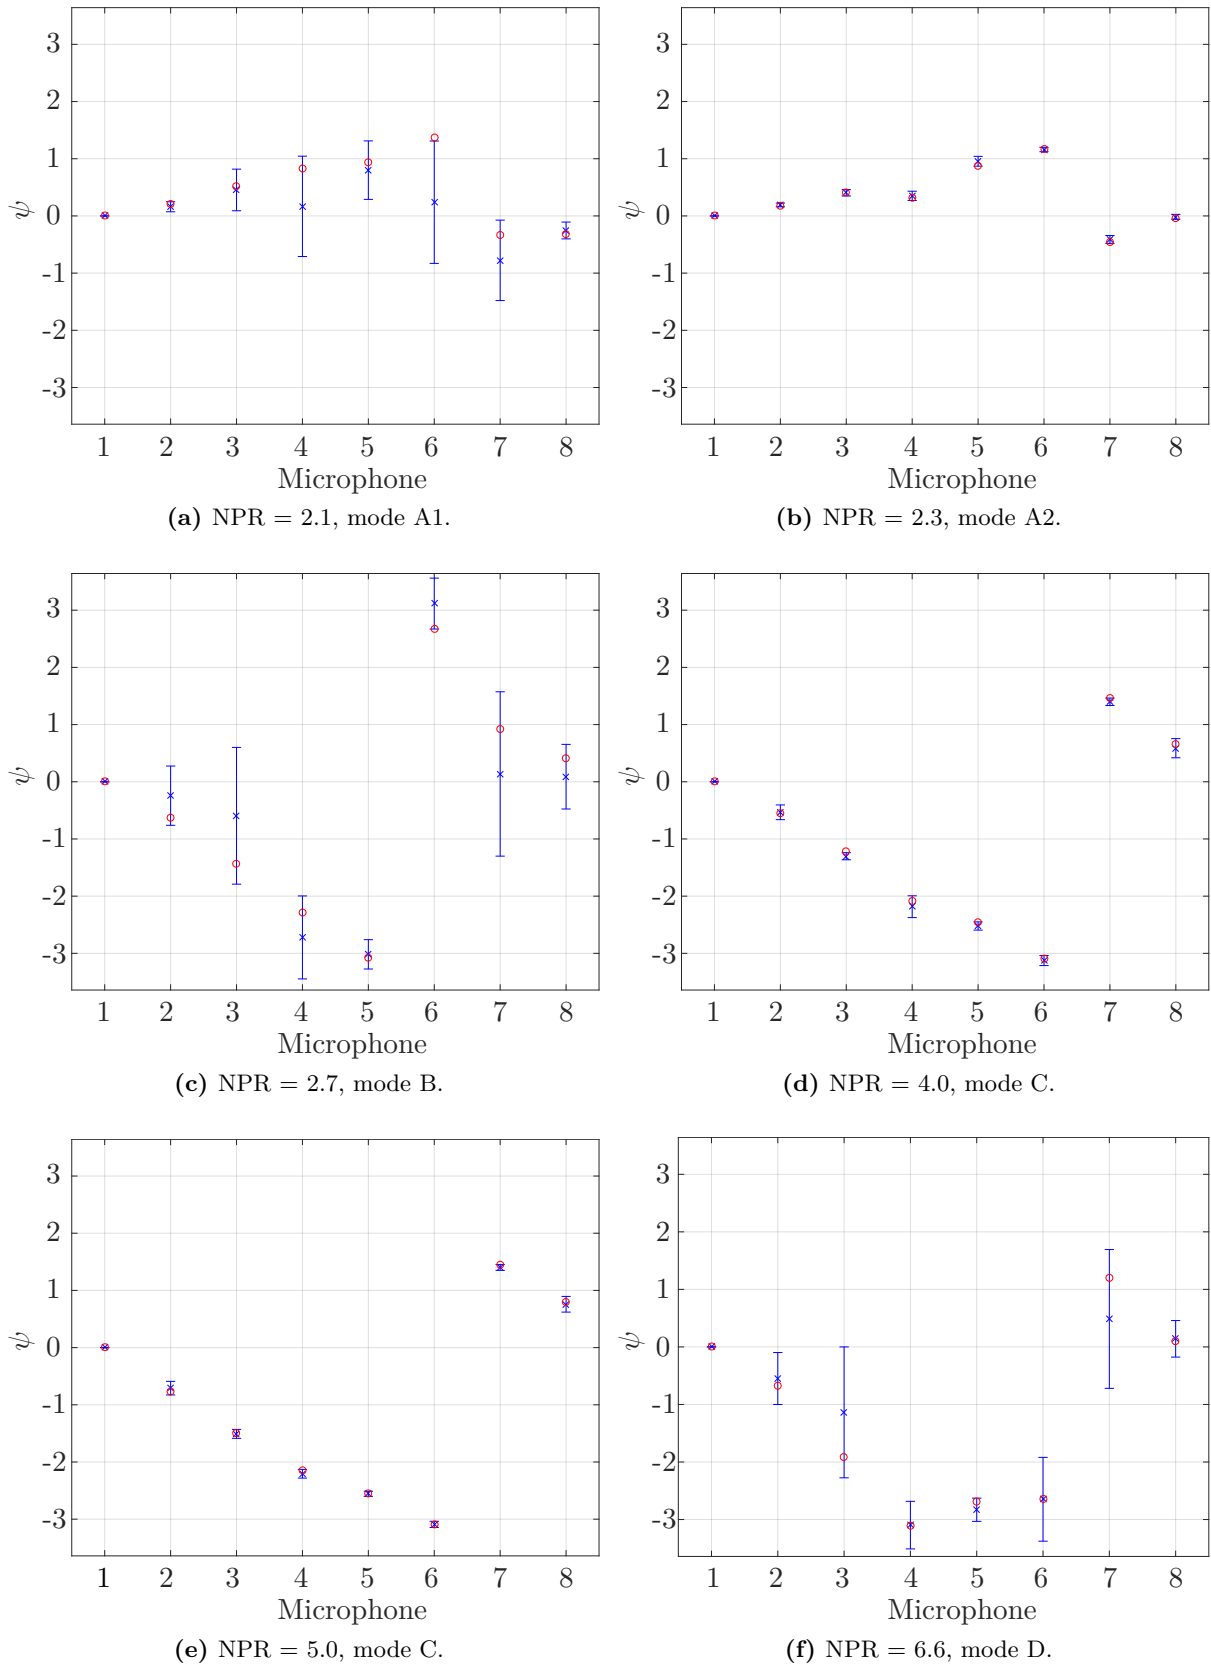 3
2
1
0
-1
-2
-3
ψ
1 2 3 4 5 6 7 8
Microphone
(a) NPR = 2.1, mode A1.
3
2
1
0
-1
-2
-3
ψ
1 2 3 4 5 6 7 8
Microphone
(b) NPR = 2.3, mode A2.
3
2
1
0
-1
-2
-3
ψ
1 2 3 4 5 6 7 8
Microphone
(c) NPR = 2.7, mode B.
3
2
1
0
-1
-2
-3
ψ
1 2 3 4 5 6 7 8
Microphone
(d) NPR = 4.0, mode C.
3
2
1
0
-1
-2
-3
ψ
1 2 3 4 5 6 7 8
Microphone
(e) NPR = 5.0, mode C.
3
2
1
0
-1
-2
-3
ψ
1 2 3 4 5 6 7 8
Microphone
(f) NPR = 6.6, mode D.